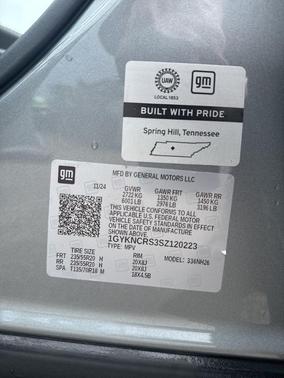 UAW
gm
LOCAL 1853
BUILT WITH PRIDE
Spring Hill, Tennessee
gm
MFD BY GENERAL MOTORS LLC
11/24 GVWR GAWR FRT GAWR RR
2722 KG 1350 KG 1450 KG
6001 LB 2976 LB 3196 LB
THIS VEHICLE CONFORMS TO ALL APPLICABLE
U.S. FEDERAL MOTOR
VEHICLE SAFETY STANDARDS IN EFFECT
ON THE DATE OF MANUFACTURE
SHOWN ABOVE.
1GYKNCRS3SZ120223
TYPE: MPV MODEL: 336NH26
TIRE SIZE RIM
FRT 235/55R20 H 20X8J
RR 235/55R20 H 20X8J
SPA T135/70R18 M 18X4.5B